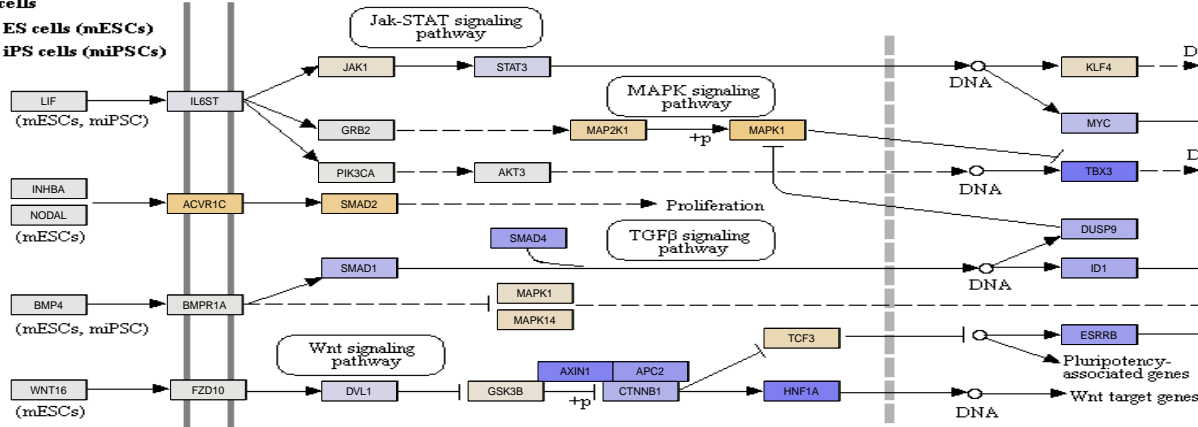 cells
ES cells (mESCs)
iPS cells (miPSCs)
Jak-STAT signaling
pathway
JAK1
STAT3
DNA
KLF4
D
LIF
(mESCs, miPSC)
IL6ST
MAPK signaling
pathway
GRB2
MAP2K1
+p
MAPK1
MYC
PIK3CA
AKT3
DNA
TBX3
D
INHBA
NODAL
(mESCs)
ACVR1C
SMAD2
Proliferation
SMAD4
TGFβ signaling
pathway
DUSP9
SMAD1
DNA
ID1
BMP4
(mESCs, miPSC)
BMPR1A
MAPK1
MAPK14
Wnt signaling
pathway
TCF3
ESRRB
Pluripotency-
associated genes
WNT16
(mESCs)
FZD10
DVL1
GSK3B
+p
AXIN1
APC2
CTNNB1
HNF1A
DNA
Wnt target genes